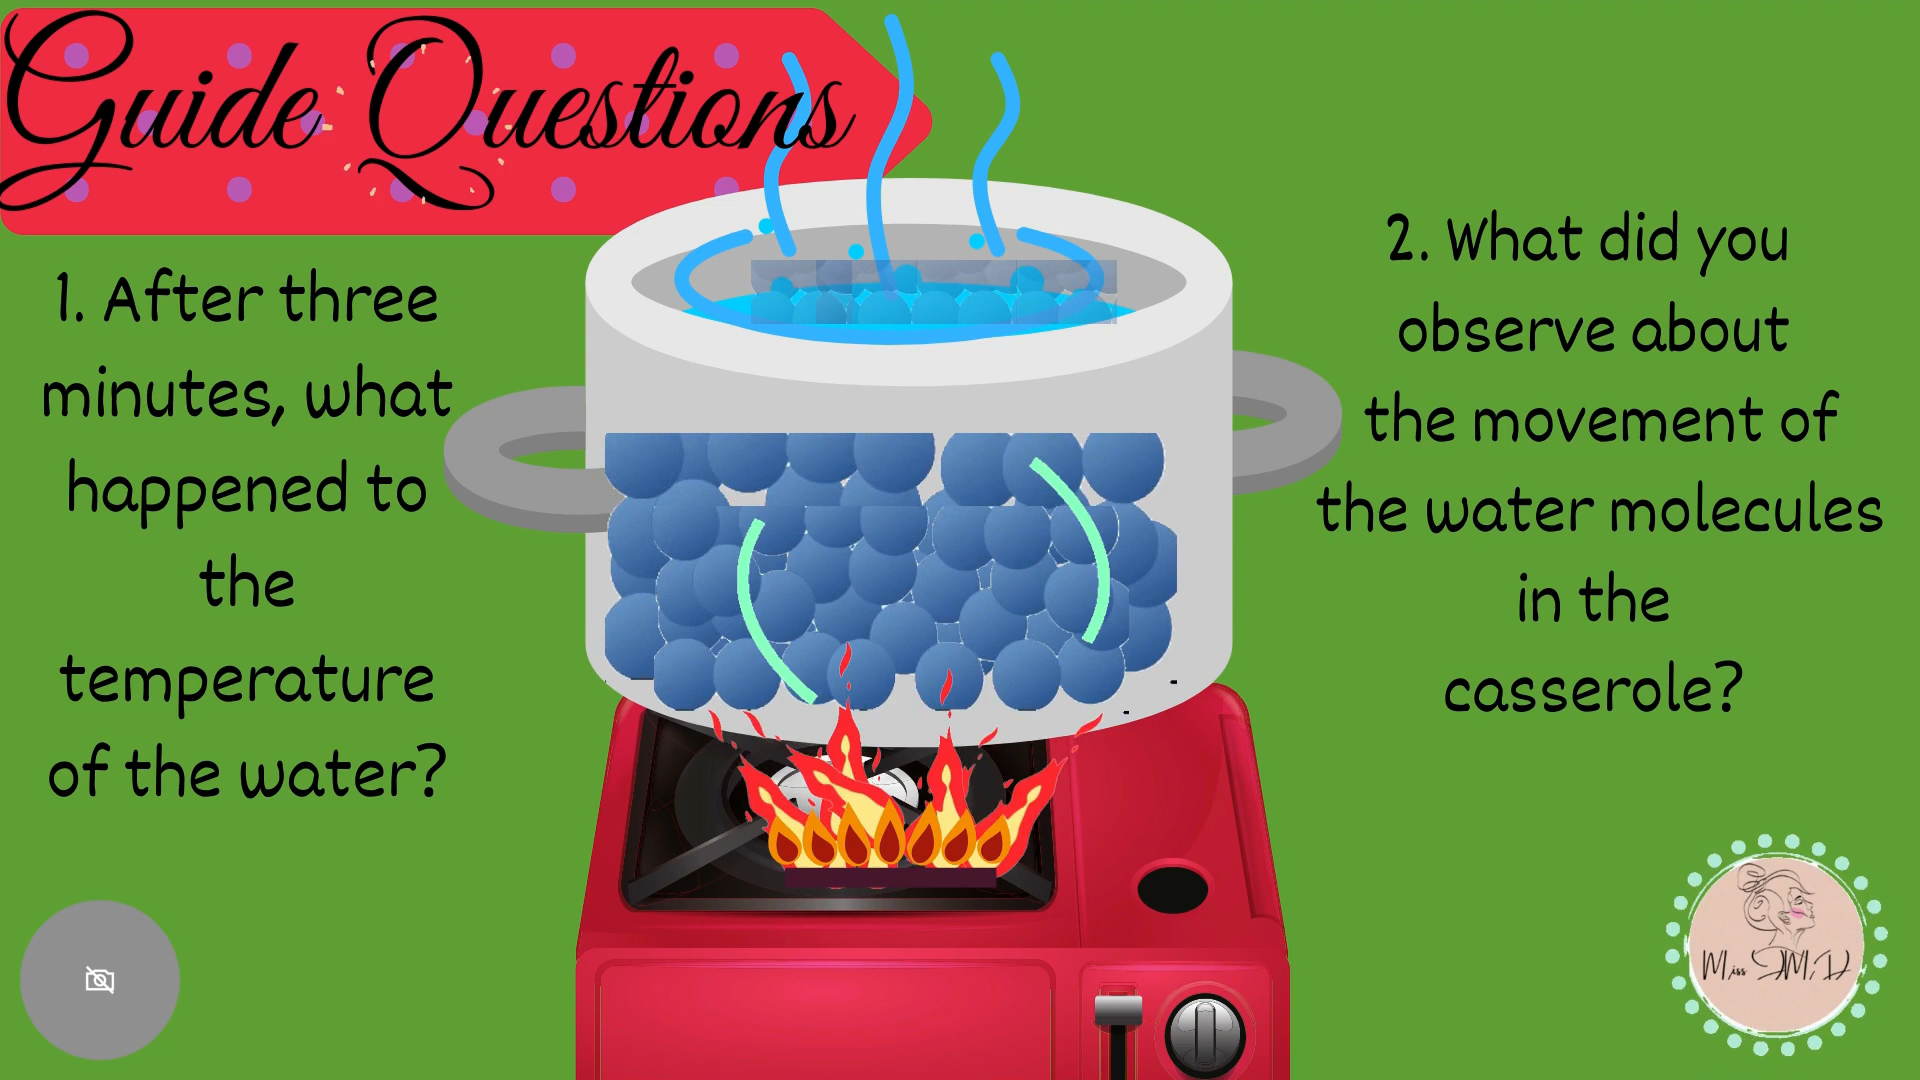 Guide Questions
1. After three
minutes, what
happened to
the
temperature
of the water?
2. What did you
observe about
the movement of
the water molecules
in the
casserole?